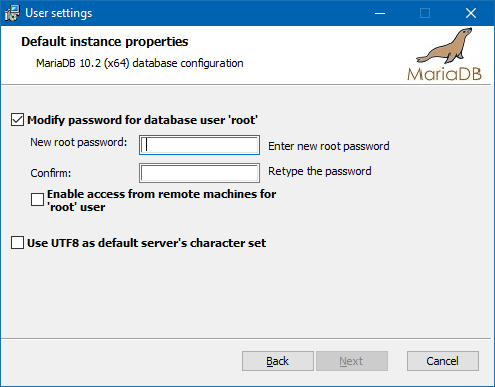 User settings
Default instance properties
MariaDB 10.2 (x64) database configuration
MariaDB
Modify password for database user 'root'
New root password:
Enter new root password
Confirm:
Retype the password
Enable access from remote machines for
'root' user
Use UTF8 as default server's character set
Back
Next
Cancel